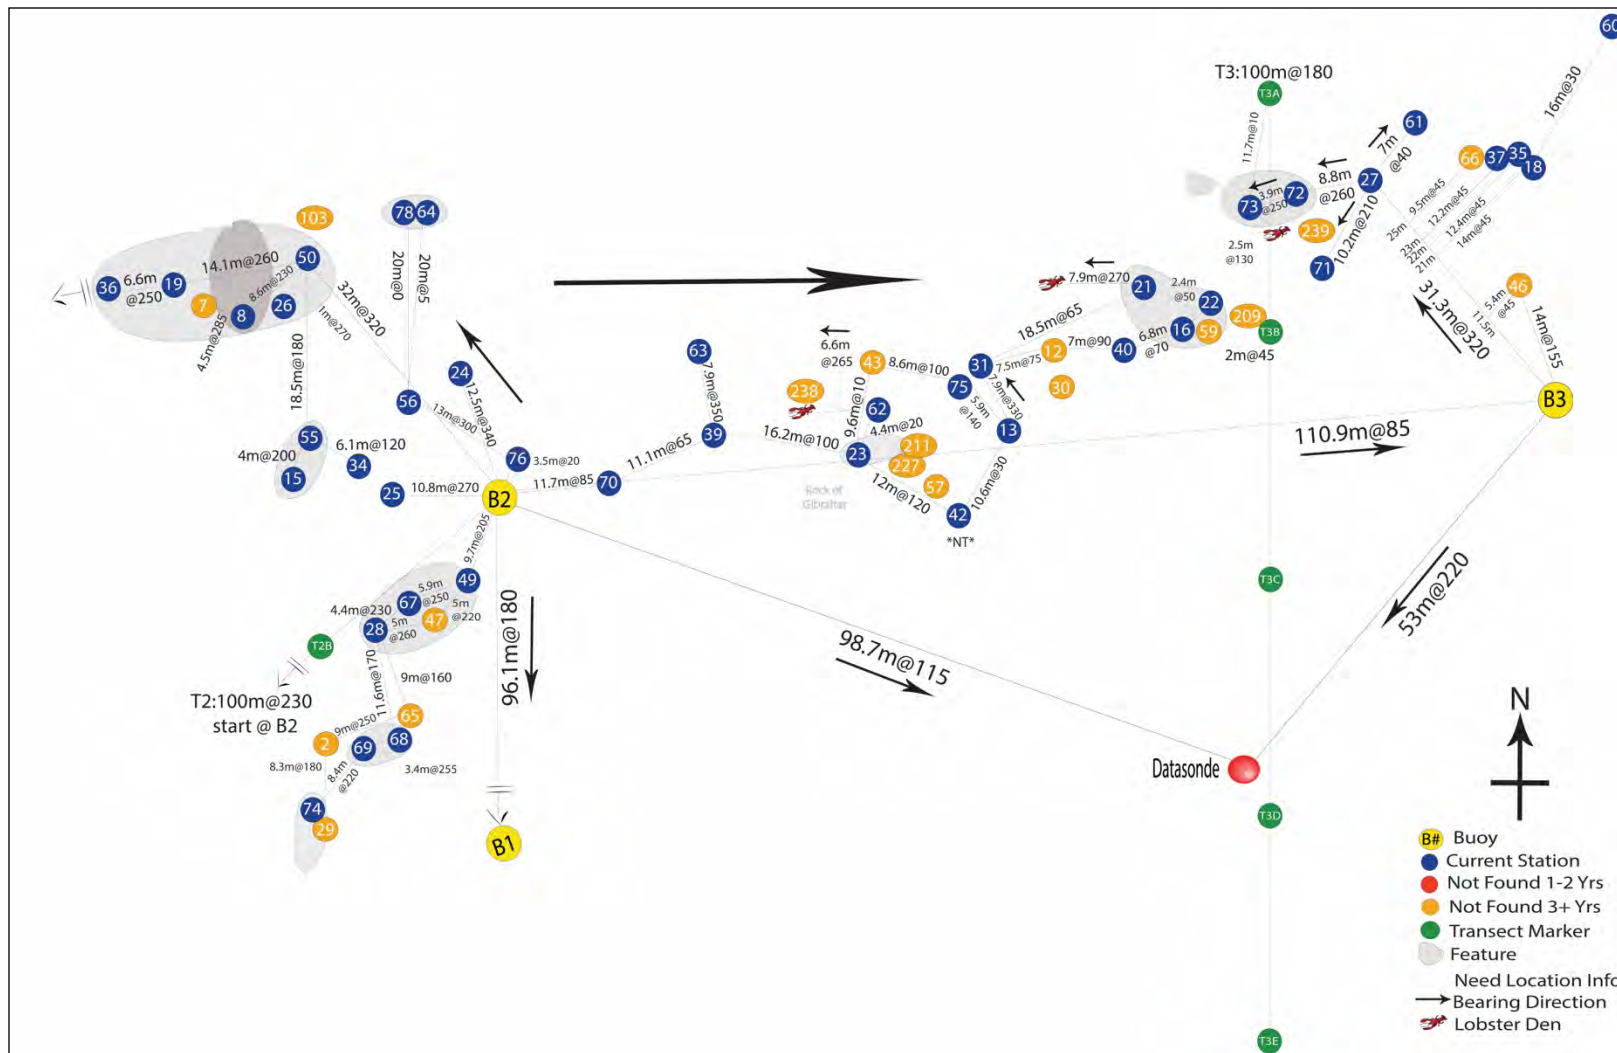 60
T3:100m@180
T3A
16m@30
11.7m@10
61
7m
@40
66
37
35
18
27
8.8m
@260
72
73
3.9m
@250
9.5m@45
12.2m@45
12.4m@45
14m@45
25m
23m
22m
21m
103
78
64
239
10.2m@210
2.5m
@130
71
50
14.1m@260
36
6.6m
@250
19
8.6m@230
7
8
26
1m@270
4.5m@285
32m@320
20m@0
20m@5
7.9m@270
21
2.4m
@50
22
46
5.4m
@45
11.5m
31.3m@320
14m@155
18.5m@65
16
59
209
T3B
6.8m
@70
2m@45
18.5m@180
63
7.9m@350
6.6m
@265
43
8.6m@100
31
7.5m@75
12
7m@90
40
30
24
12.5m@340
56
13m@300
75
5.9m
@140
7.9m@330
238
62
9.6m@10
4.4m@20
B3
55
6.1m@120
4m@200
34
15
39
16.2m@100
11.1m@65
23
211
227
57
13
110.9m@85
76
3.5m@20
25
10.8m@270
B2
11.7m@85
70
Rock of
Gibraltar
12m@120
10.6m@30
42
*NT*
9.7m@205
49
5.9m
@250
67
5m
@220
47
4.4m@230
28
5m
@260
T2B
T3C
53m@220
96.1m@180
98.7m@115
T2:100m@230
start @ B2
11.6m@170
9m@160
65
9m@250
2
69
68
8.3m@180
8.4m
@220
3.4m@255
74
29
B1
Datasonde
T3D
T3E
N
B# Buoy
Current Station
Not Found 1-2 Yrs
Not Found 3+ Yrs
Transect Marker
Feature
Need Location Info
Bearing Direction
Lobster Den